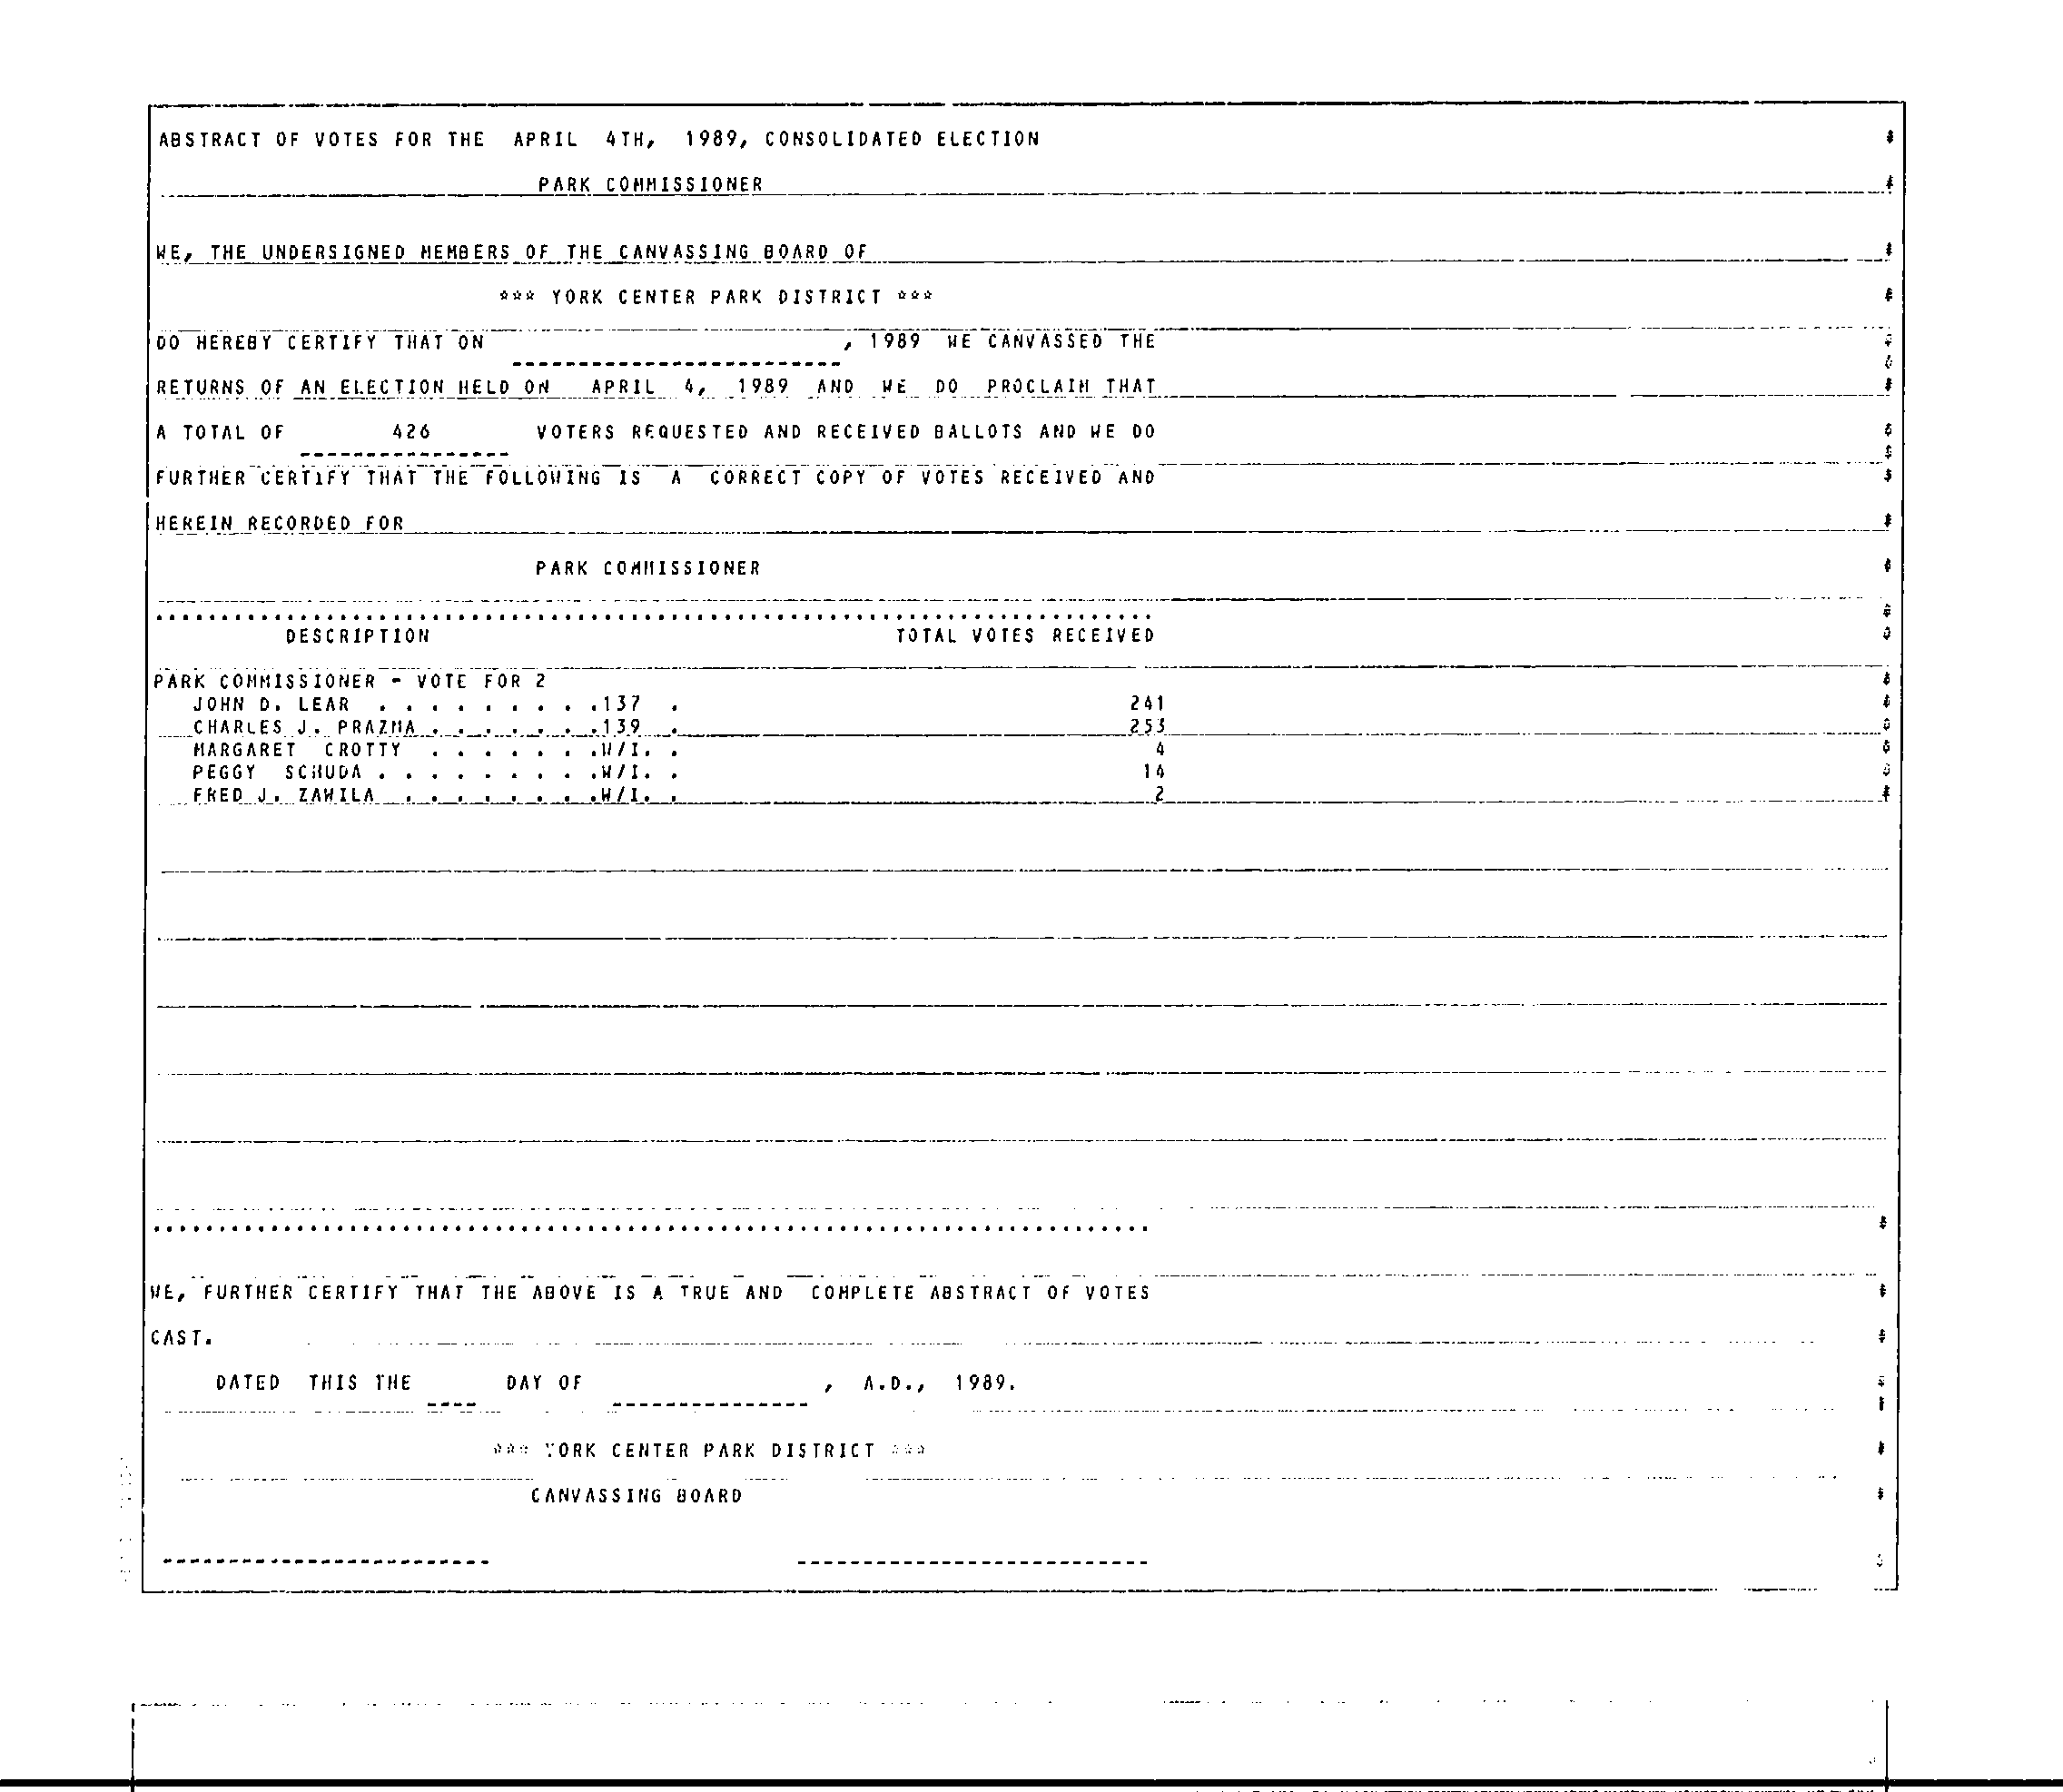 ABSTRACT OF VOTES FOR THE APRIL 4TH, 1989, CONSOLIDATED ELECTION
PARK COMMISSIONER
WE, THE UNDERSIGNED MEMBERS OF THE CANVASSING BOARD OF
*** YORK CENTER PARK DISTRICT ***
DO HEREBY CERTIFY THAT ON , 1989 WE CANVASSED THE
RETURNS OF AN ELECTION HELD ON APRIL 4, 1989 AND WE DO PROCLAIM THAT
A TOTAL OF 426 VOTERS REQUESTED AND RECEIVED BALLOTS AND WE DO
FURTHER CERTIFY THAT THE FOLLOWING IS A CORRECT COPY OF VOTES RECEIVED AND
HEREIN RECORDED FOR
PARK COMMISSIONER
DESCRIPTION TOTAL VOTES RECEIVED
PARK COMMISSIONER - VOTE FOR 2
JOHN D. LEAR . . . . . . . . .137 . 241
CHARLES J. PRAZMA . . . . . . .139 . 253
MARGARET CROTTY . . . . . . .W/I. . 4
PEGGY SCHUDA . . . . . . . . .W/I. . 14
FRED J. ZAWILA . . . . . . . .W/I. . 2
WE, FURTHER CERTIFY THAT THE ABOVE IS A TRUE AND COMPLETE ABSTRACT OF VOTES
CAST.
DATED THIS THE ---- DAY OF --------------- , A.D., 1989.
*** YORK CENTER PARK DISTRICT ***
CANVASSING BOARD